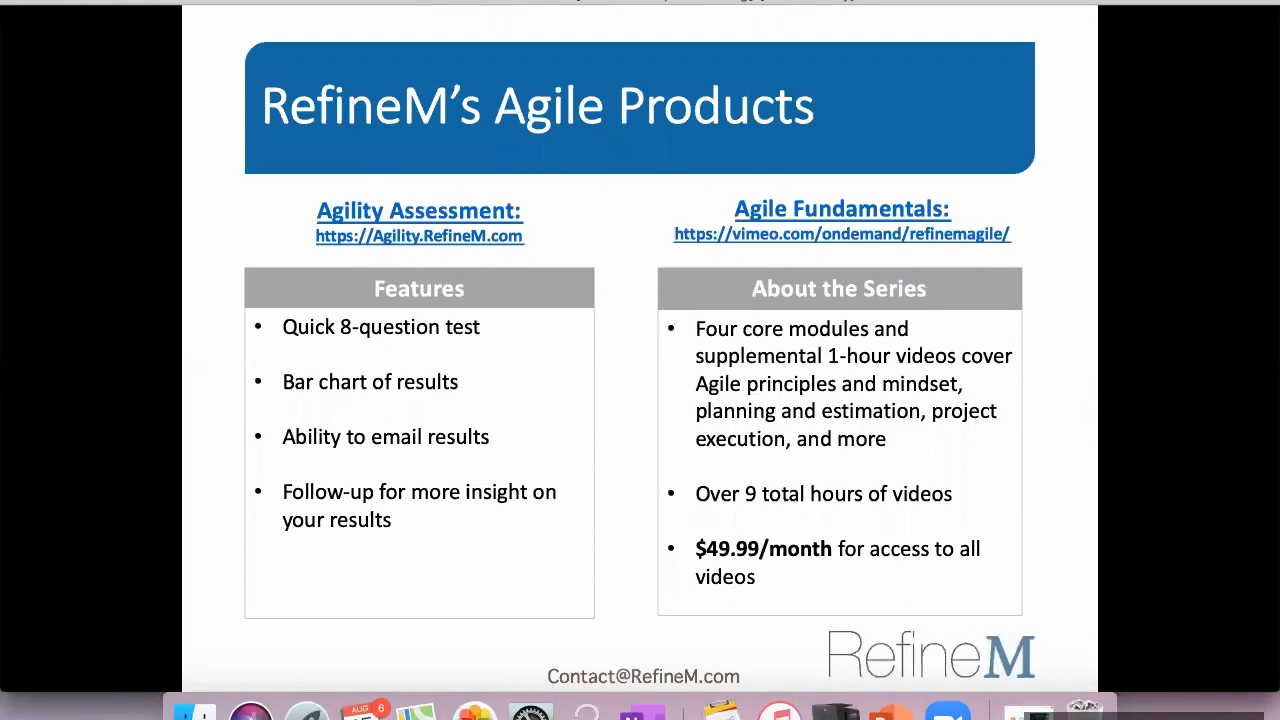 RefineM’s Agile Products
Agility Assessment:
https://Agility.RefineM.com
Features
• Quick 8-question test
• Bar chart of results
• Ability to email results
• Follow-up for more insight on
your results
Agile Fundamentals:
https://vimeo.com/ondemand/refinemagile/
About the Series
• Four core modules and
supplemental 1-hour videos cover
Agile principles and mindset,
planning and estimation, project
execution, and more
• Over 9 total hours of videos
• $49.99/month for access to all
videos
RefineM
Contact@RefineM.com
AUG 6